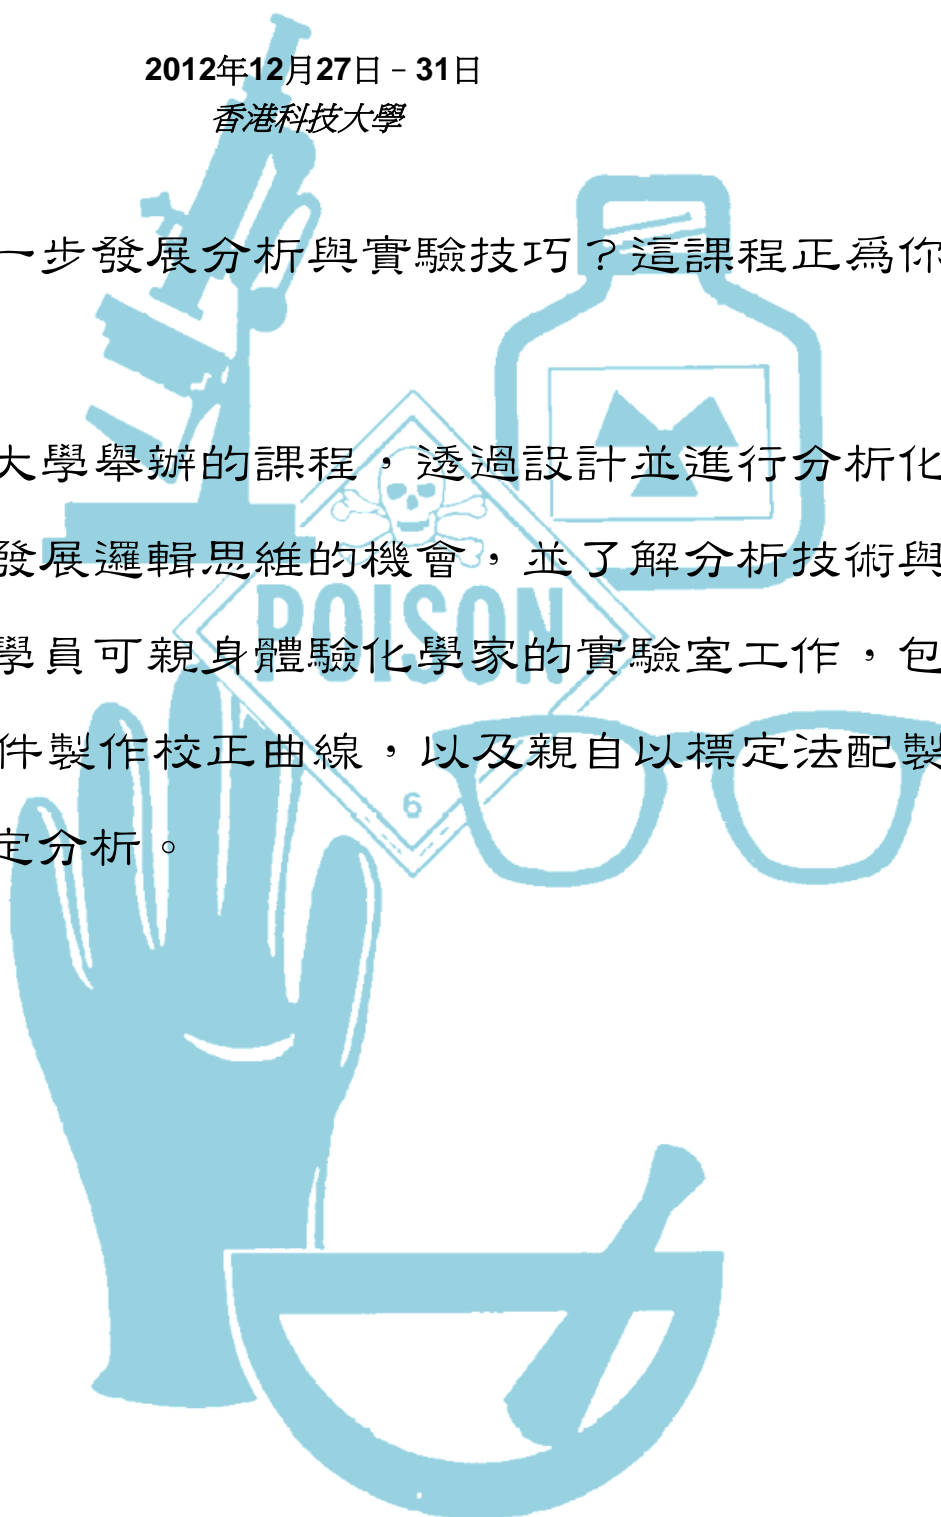 2012年12月27日﹣31日
香港科技大學
一步發展分析與實驗技巧？這課程正爲你
大學舉辦的課程，透過設計並進行分析化
發展邏輯思維的機會，並了解分析技術與
POISON
學員可親身體驗化學家的實驗室工作，包
件製作校正曲線，以及親自以標定法配製
6
定分析。